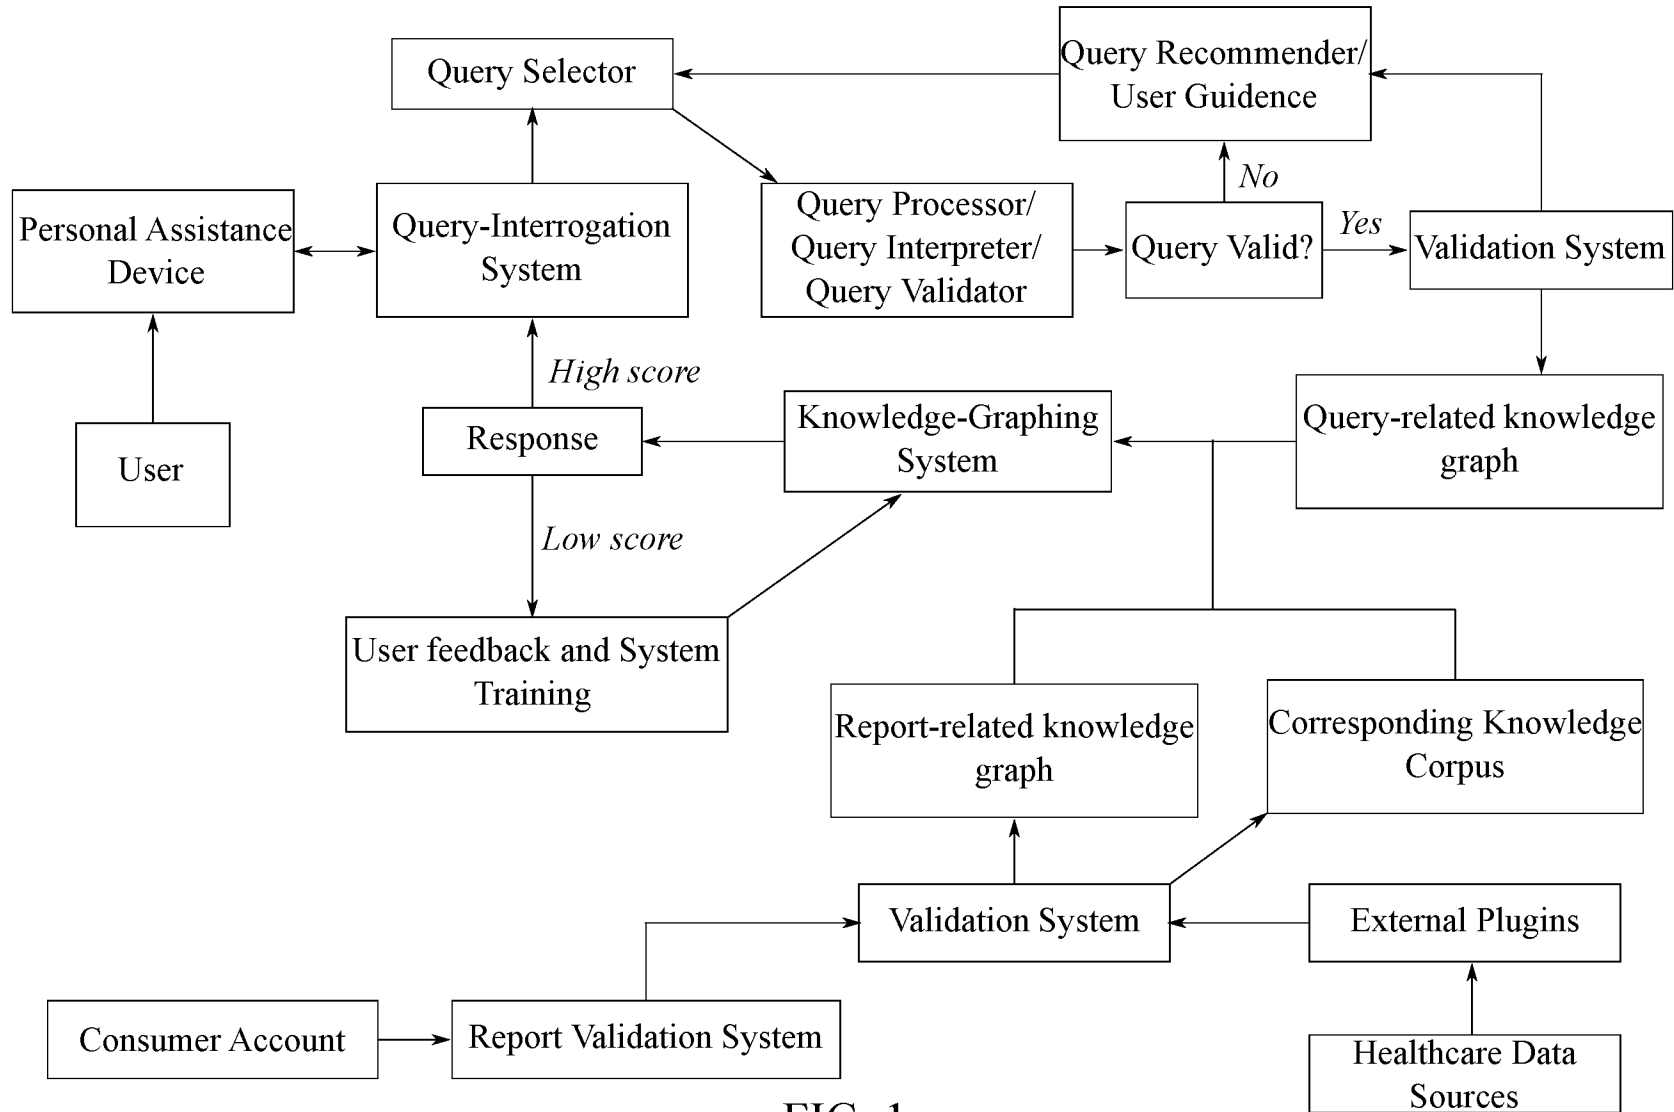 Query Selector
Query Recommender/
User Guidence
No
Personal Assistance
Device
Query-Interrogation
System
Query Processor/
Query Interpreter/
Query Validator
Query Valid?
Yes
Validation System
High score
User
Response
Knowledge-Graphing
System
Query-related knowledge
graph
Low score
User feedback and System
Training
Report-related knowledge
graph
Corresponding Knowledge
Corpus
Validation System
External Plugins
Consumer Account
Report Validation System
Healthcare Data
Sources
FIG. 1